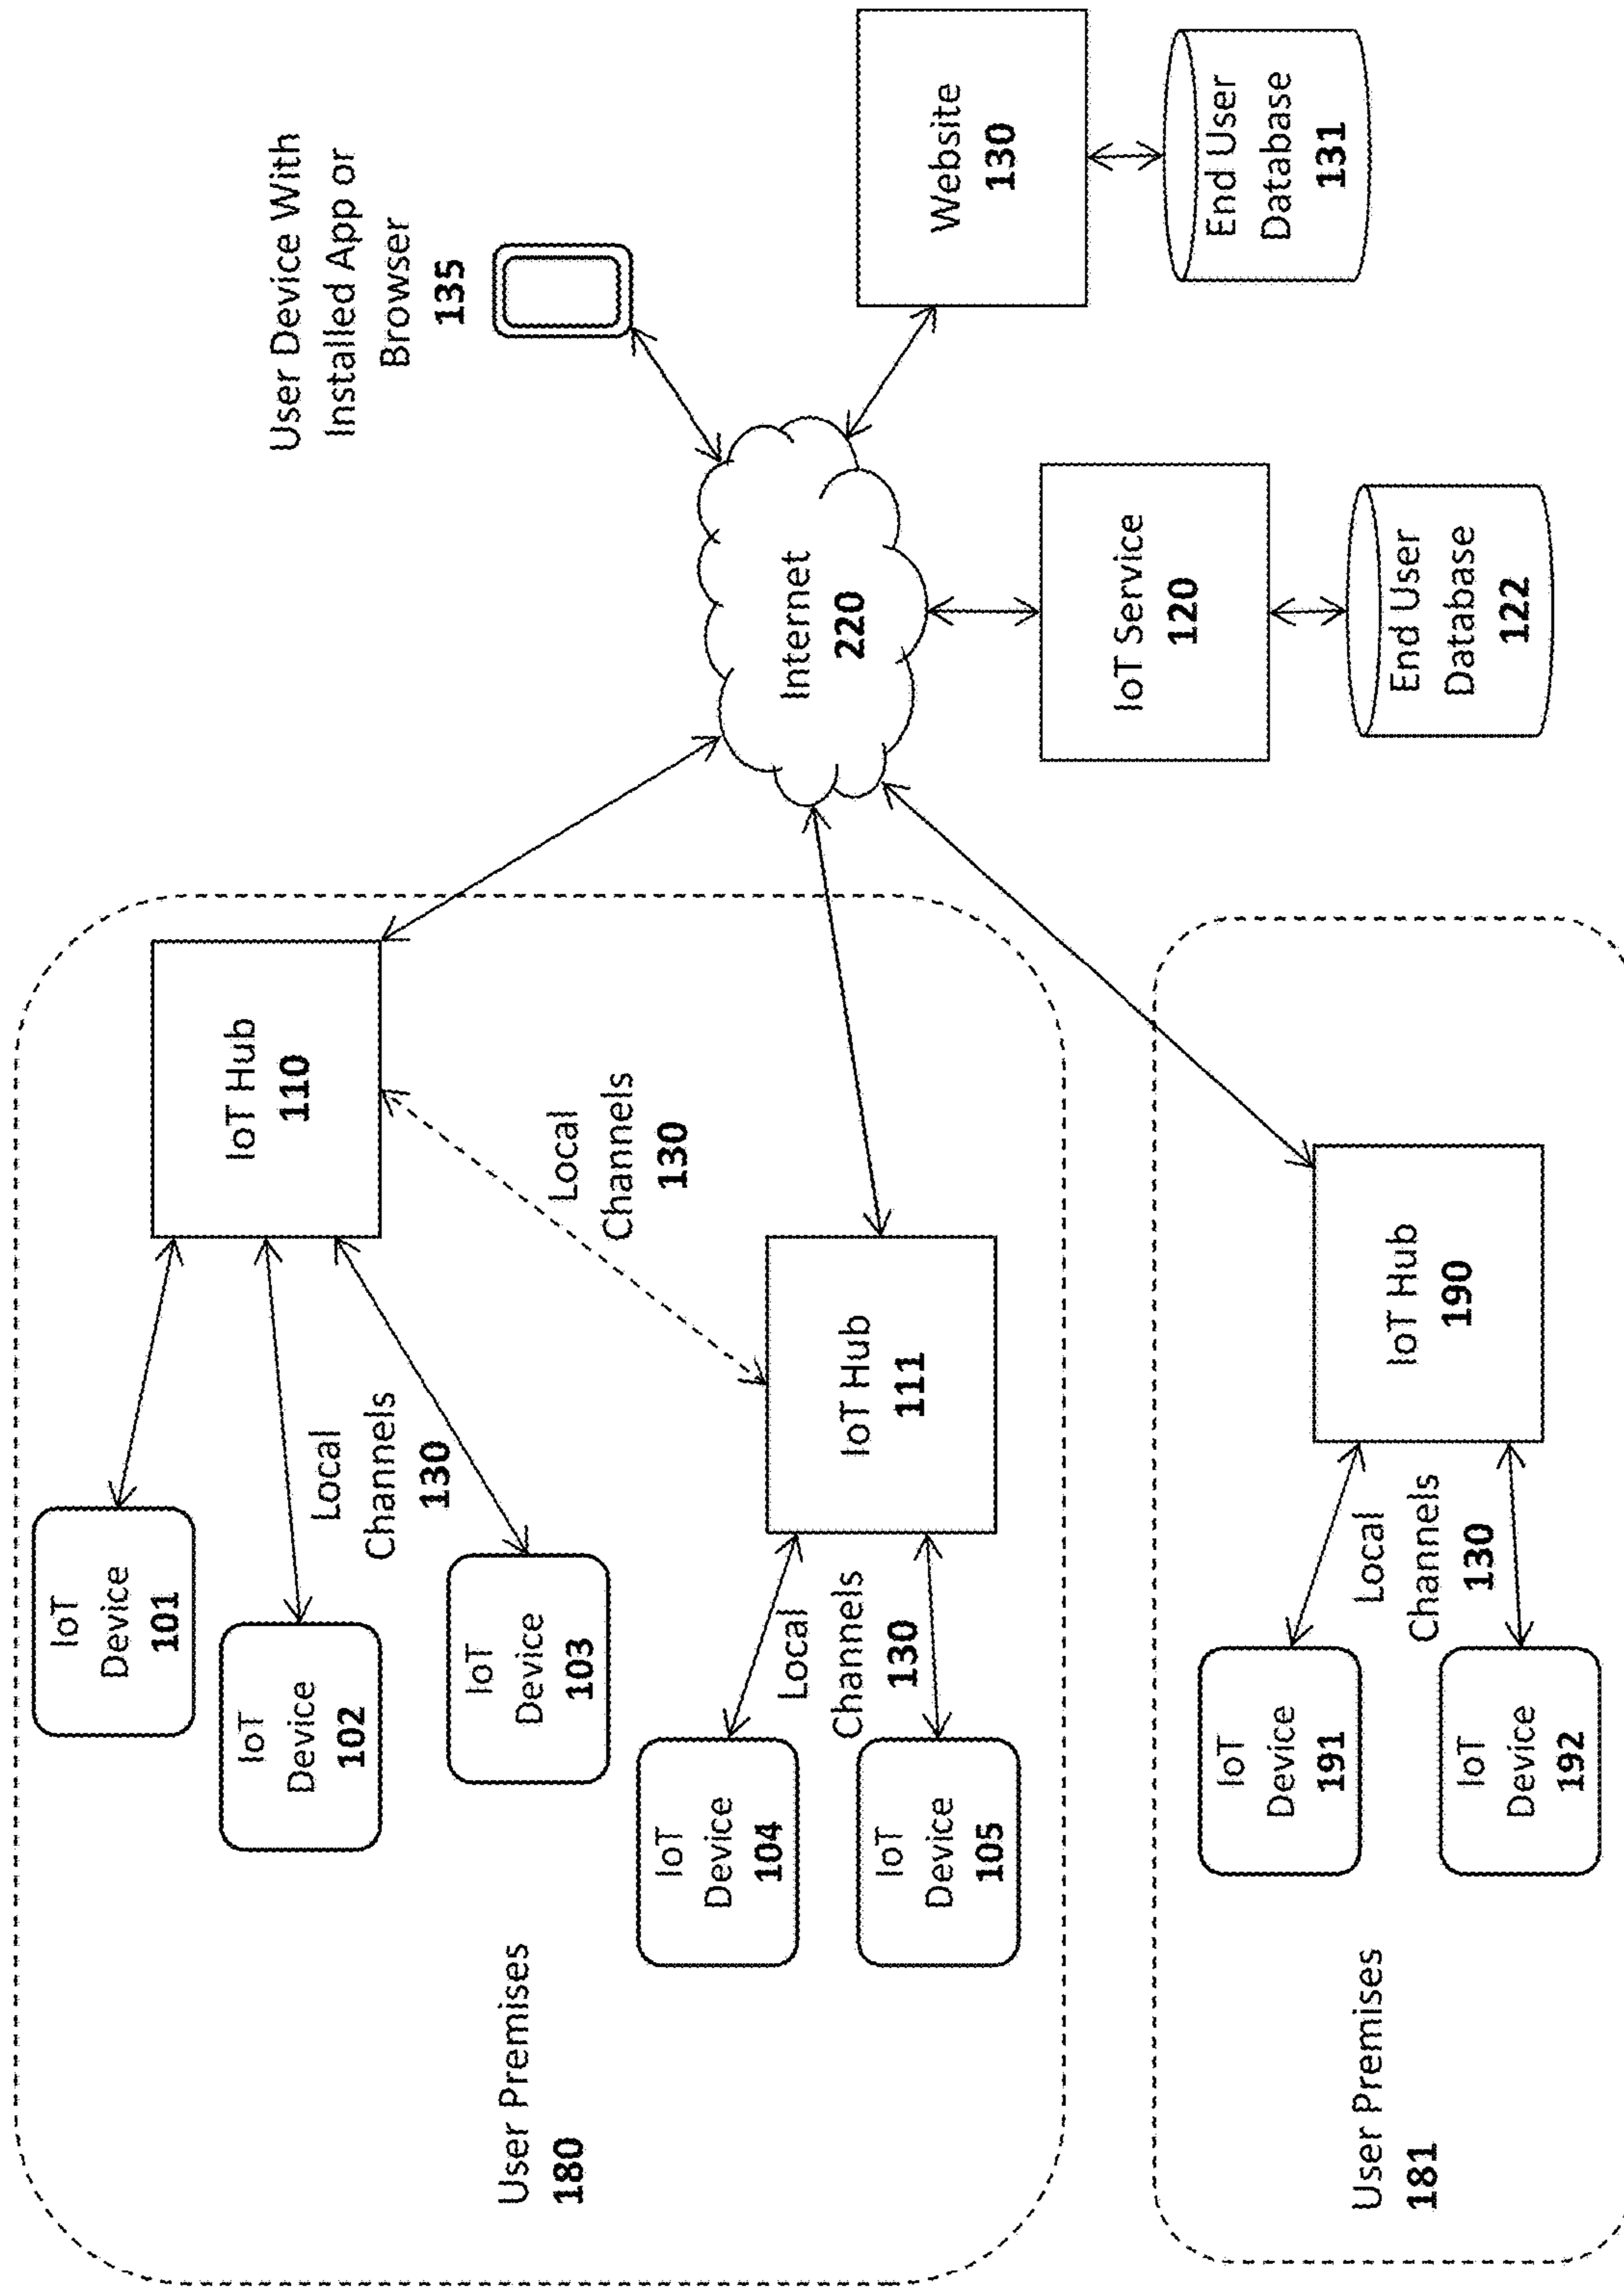 IoT
Device
101
IoT
Device
102
IoT
Device
103
Local
Channels
130
IoT Hub
110
User Device With
Installed App or
Browser
135
User Premises
180
Local
Channels
130
IoT
Device
104
IoT
Device
105
Local
Channels
130
IoT Hub
111
Internet
220
Website
130
End User
Database
131
IoT Service
120
End User
Database
122
IoT
Device
191
IoT
Device
192
Local
Channels
130
IoT Hub
190
User Premises
181